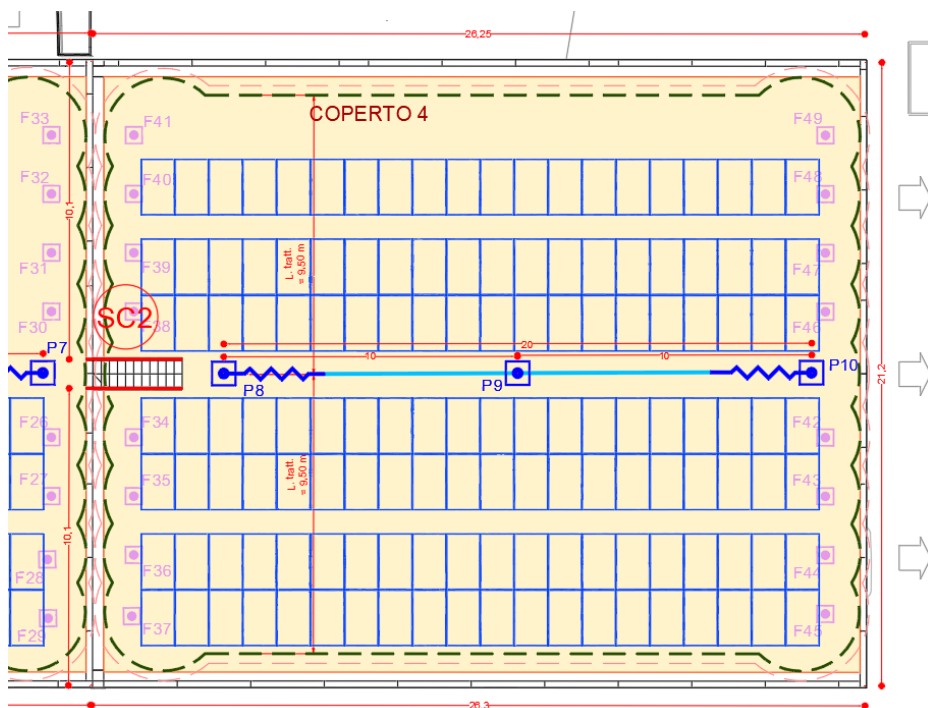 26,25
COPERTO 4
F33
F41
F49
F32
F40
F48
10,1
L. tratt.
= 9,50 m
F31
F39
F47
F30
SC2
F38
F46
P7
20
10
10
P8
P9
P10
21,2
F26
F34
F42
F27
F35
F43
L. tratt.
= 9,50 m
10,1
F28
F36
F44
F29
F37
F45
26,3